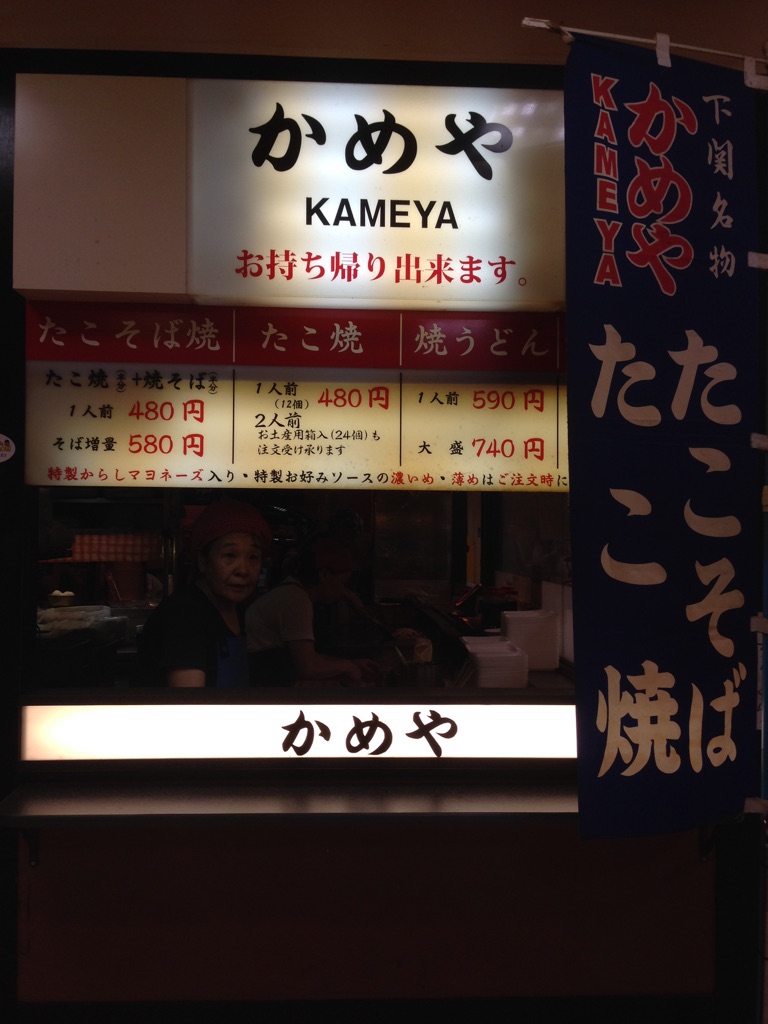 かめや
KAMEYA
お持ち帰り出来ます。
たこそば焼
たこ焼(半分)+焼そば(半分)
1人前 480円
そば増量 580円
たこ焼
1人前(12個) 480円
2人前
お土産用箱入(24個)も
注文受け承ります
焼うどん
1人前 590円
大盛 740円
特製からしマヨネーズ入り・特製お好みソースの濃いめ・薄めはご注文時に
かめや
下関名物
かめや
KAMEYA
たこそば
たこ焼